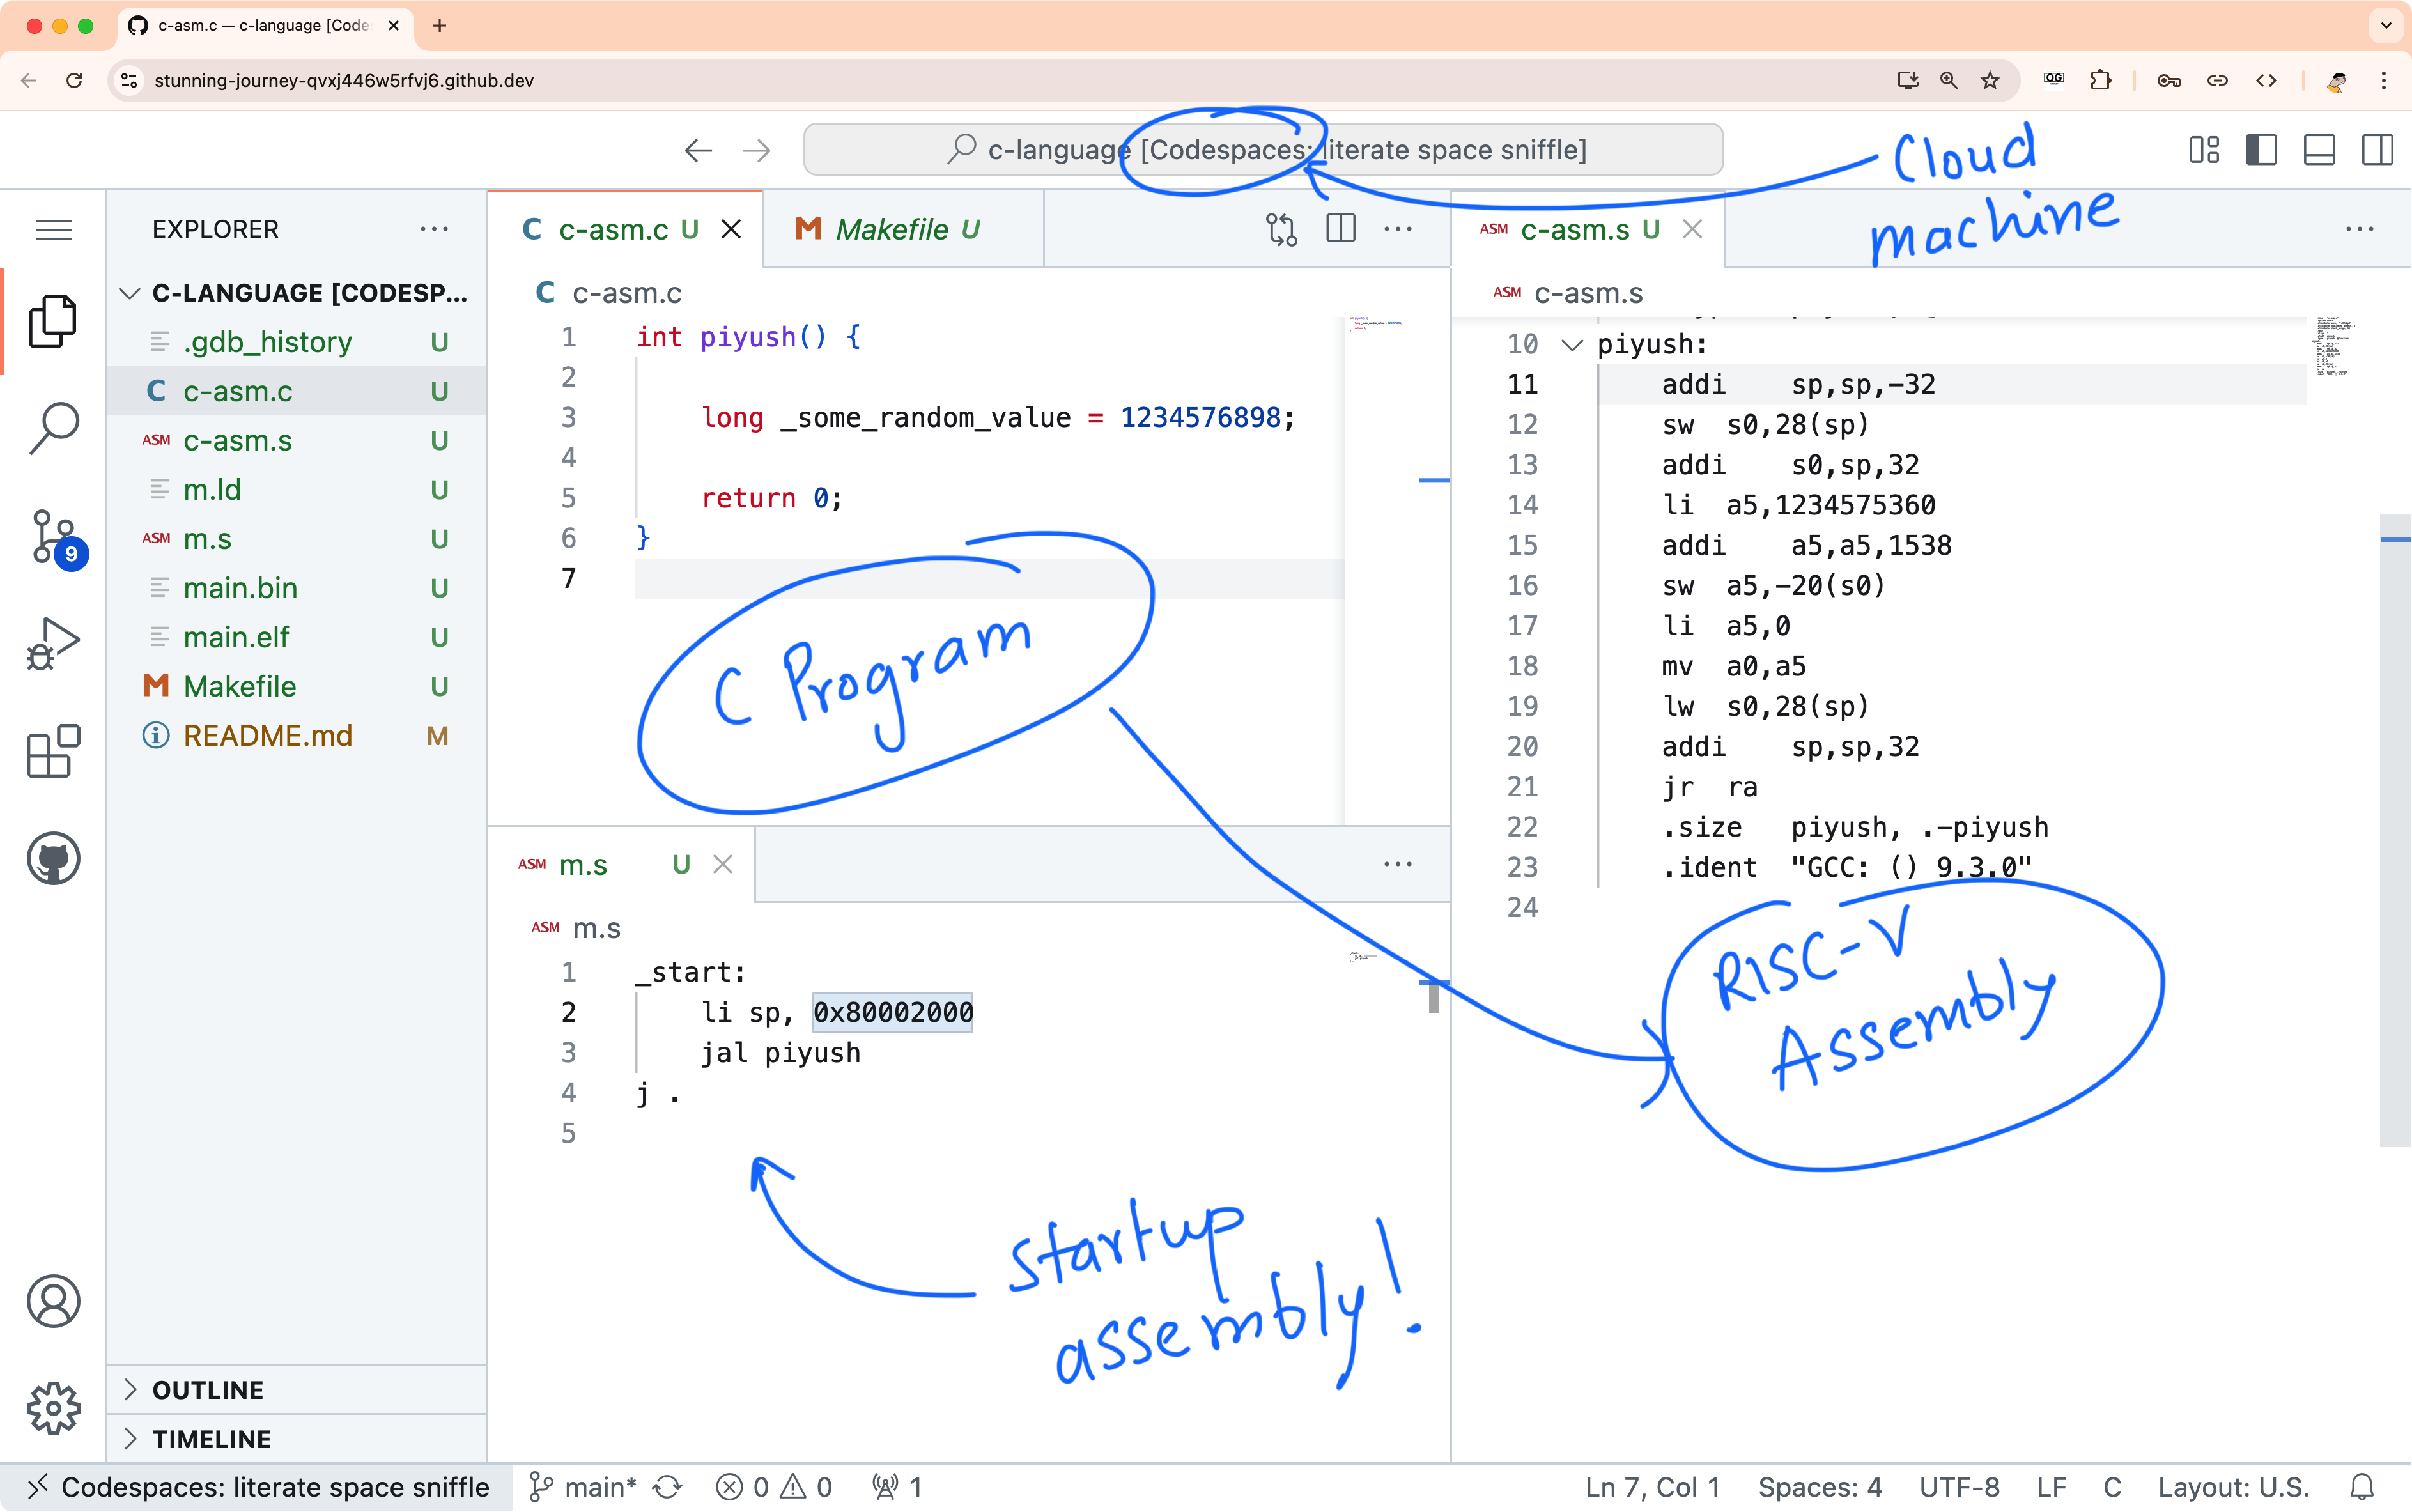 c-asm.c — c-language [Code
stunning-journey-qvxj446w5rfvj6.github.dev
OG
c-language [Codespaces: literate space sniffle]
Cloud
machine
EXPLORER
C-LANGUAGE [CODESP...
.gdb_history U
C c-asm.c U
ASM c-asm.s U
m.ld U
ASM m.s U
main.bin U
main.elf U
M Makefile U
README.md M
9
OUTLINE
TIMELINE
C c-asm.c U
M Makefile U
C c-asm.c
1 int piyush() {
2
3 long _some_random_value = 1234576898;
4
5 return 0;
6 }
7
C Program
ASM m.s U
ASM m.s
1 _start:
2 li sp, 0x80002000
3 jal piyush
4 j .
5
startup
assembly!
ASM c-asm.s U
ASM c-asm.s
10 piyush:
11 addi sp,sp,-32
12 sw s0,28(sp)
13 addi s0,sp,32
14 li a5,1234575360
15 addi a5,a5,1538
16 sw a5,-20(s0)
17 li a5,0
18 mv a0,a5
19 lw s0,28(sp)
20 addi sp,sp,32
21 jr ra
22 .size piyush, .-piyush
23 .ident "GCC: () 9.3.0"
24
RISC-V
Assembly
Codespaces: literate space sniffle main* 0 0 1 Ln 7, Col 1 Spaces: 4 UTF-8 LF C Layout: U.S.